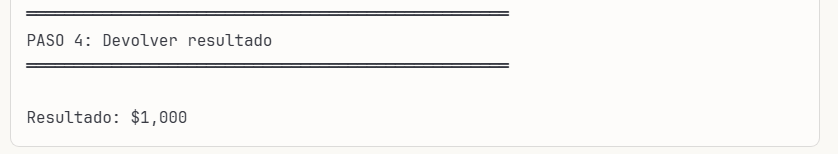 PASO 4: Devolver resultado
Resultado: $1,000